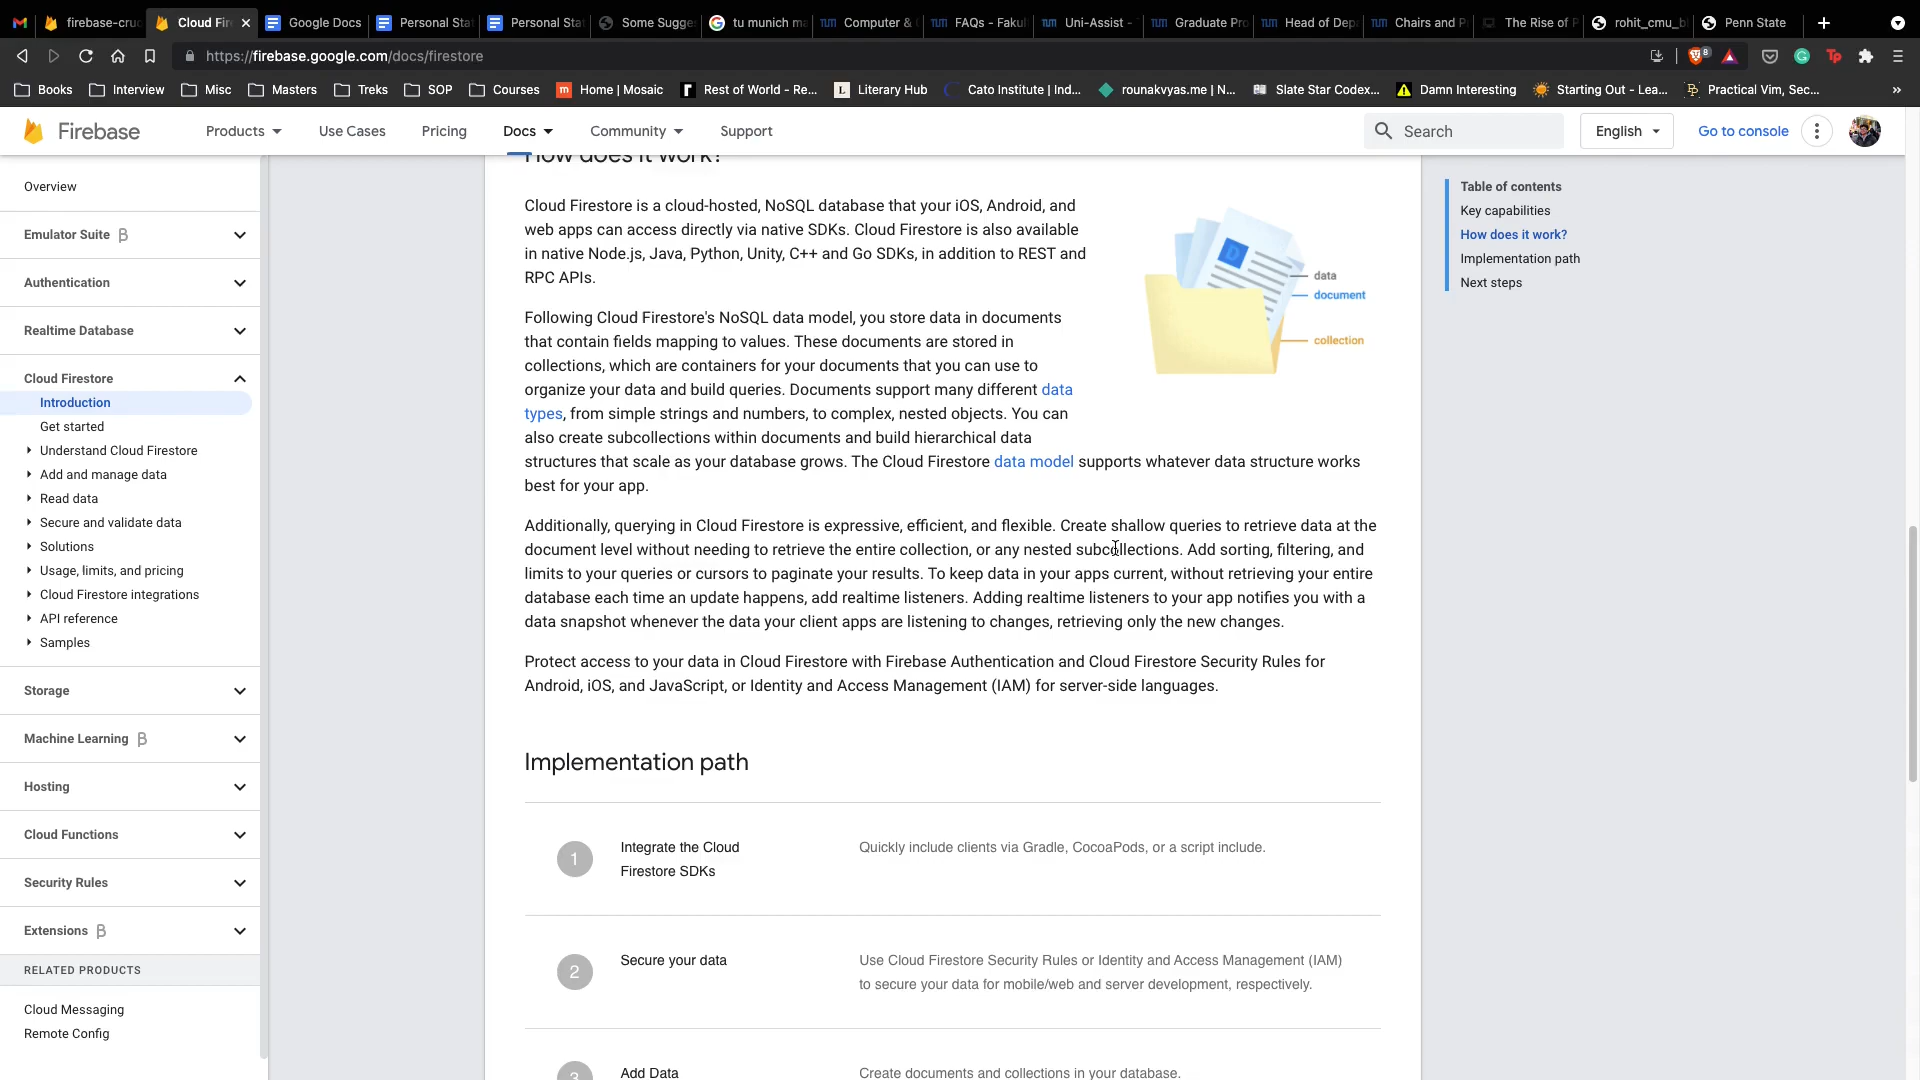 firebase-cru
Cloud Fir
Google Docs
Personal Sta
Personal Sta
Some Sugge
tu munich ma
Computer &
FAQs - Faku
Uni-Assist -
Graduate Pro
Head of Dep
Chairs and P
The Rise of P
rohit_cmu_b
Penn State
https://firebase.google.com/docs/firestore
8
Books
Interview
Misc
Masters
Treks
SOP
Courses
Home | Mosaic
Rest of World - Re...
Literary Hub
Cato Institute | Ind...
rounakvyas.me | N...
Slate Star Codex...
Damn Interesting
Starting Out - Lea...
Practical Vim, Sec...
Firebase
Products
Use Cases
Pricing
Docs
Community
Support
Search
English
Go to console
Overview
Emulator Suite β
Authentication
Realtime Database
Cloud Firestore
Introduction
Get started
Understand Cloud Firestore
Add and manage data
Read data
Secure and validate data
Solutions
Usage, limits, and pricing
Cloud Firestore integrations
API reference
Samples
Storage
Machine Learning β
Hosting
Cloud Functions
Security Rules
Extensions β
RELATED PRODUCTS
Cloud Messaging
Remote Config
How does it work?
Cloud Firestore is a cloud-hosted, NoSQL database that your iOS, Android, and
web apps can access directly via native SDKs. Cloud Firestore is also available
in native Node.js, Java, Python, Unity, C++ and Go SDKs, in addition to REST and
RPC APIs.
data
document
collection
Following Cloud Firestore's NoSQL data model, you store data in documents
that contain fields mapping to values. These documents are stored in
collections, which are containers for your documents that you can use to
organize your data and build queries. Documents support many different data
types, from simple strings and numbers, to complex, nested objects. You can
also create subcollections within documents and build hierarchical data
structures that scale as your database grows. The Cloud Firestore data model supports whatever data structure works
best for your app.
Additionally, querying in Cloud Firestore is expressive, efficient, and flexible. Create shallow queries to retrieve data at the
document level without needing to retrieve the entire collection, or any nested subcollections. Add sorting, filtering, and
limits to your queries or cursors to paginate your results. To keep data in your apps current, without retrieving your entire
database each time an update happens, add realtime listeners. Adding realtime listeners to your app notifies you with a
data snapshot whenever the data your client apps are listening to changes, retrieving only the new changes.
Protect access to your data in Cloud Firestore with Firebase Authentication and Cloud Firestore Security Rules for
Android, iOS, and JavaScript, or Identity and Access Management (IAM) for server-side languages.
Implementation path
1
Integrate the Cloud
Firestore SDKs
Quickly include clients via Gradle, CocoaPods, or a script include.
2
Secure your data
Use Cloud Firestore Security Rules or Identity and Access Management (IAM)
to secure your data for mobile/web and server development, respectively.
3
Add Data
Create documents and collections in your database.
Table of contents
Key capabilities
How does it work?
Implementation path
Next steps